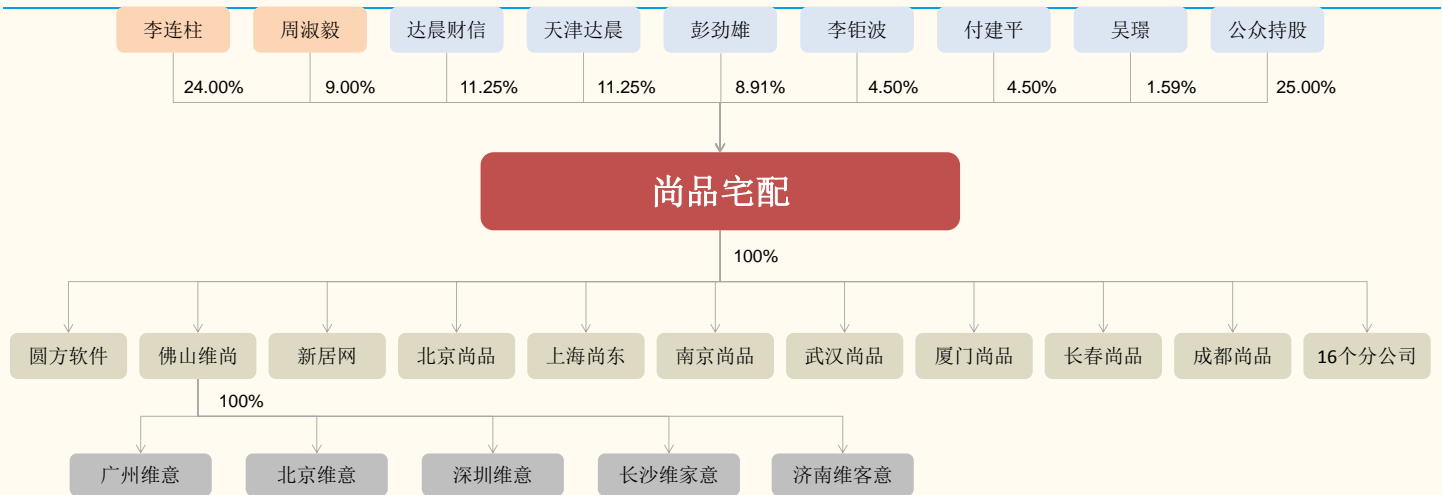 李连柱 周淑毅 达晨财信 天津达晨 彭劲雄 李钜波 付建平 吴璟 公众持股
24.00% 9.00% 11.25% 11.25% 8.91% 4.50% 4.50% 1.59% 25.00%
尚品宅配
100%
圆方软件 佛山维尚 新居网 北京尚品 上海尚东 南京尚品 武汉尚品 厦门尚品 长春尚品 成都尚品 16个分公司
100%
广州维意 北京维意 深圳维意 长沙维家意 济南维客意